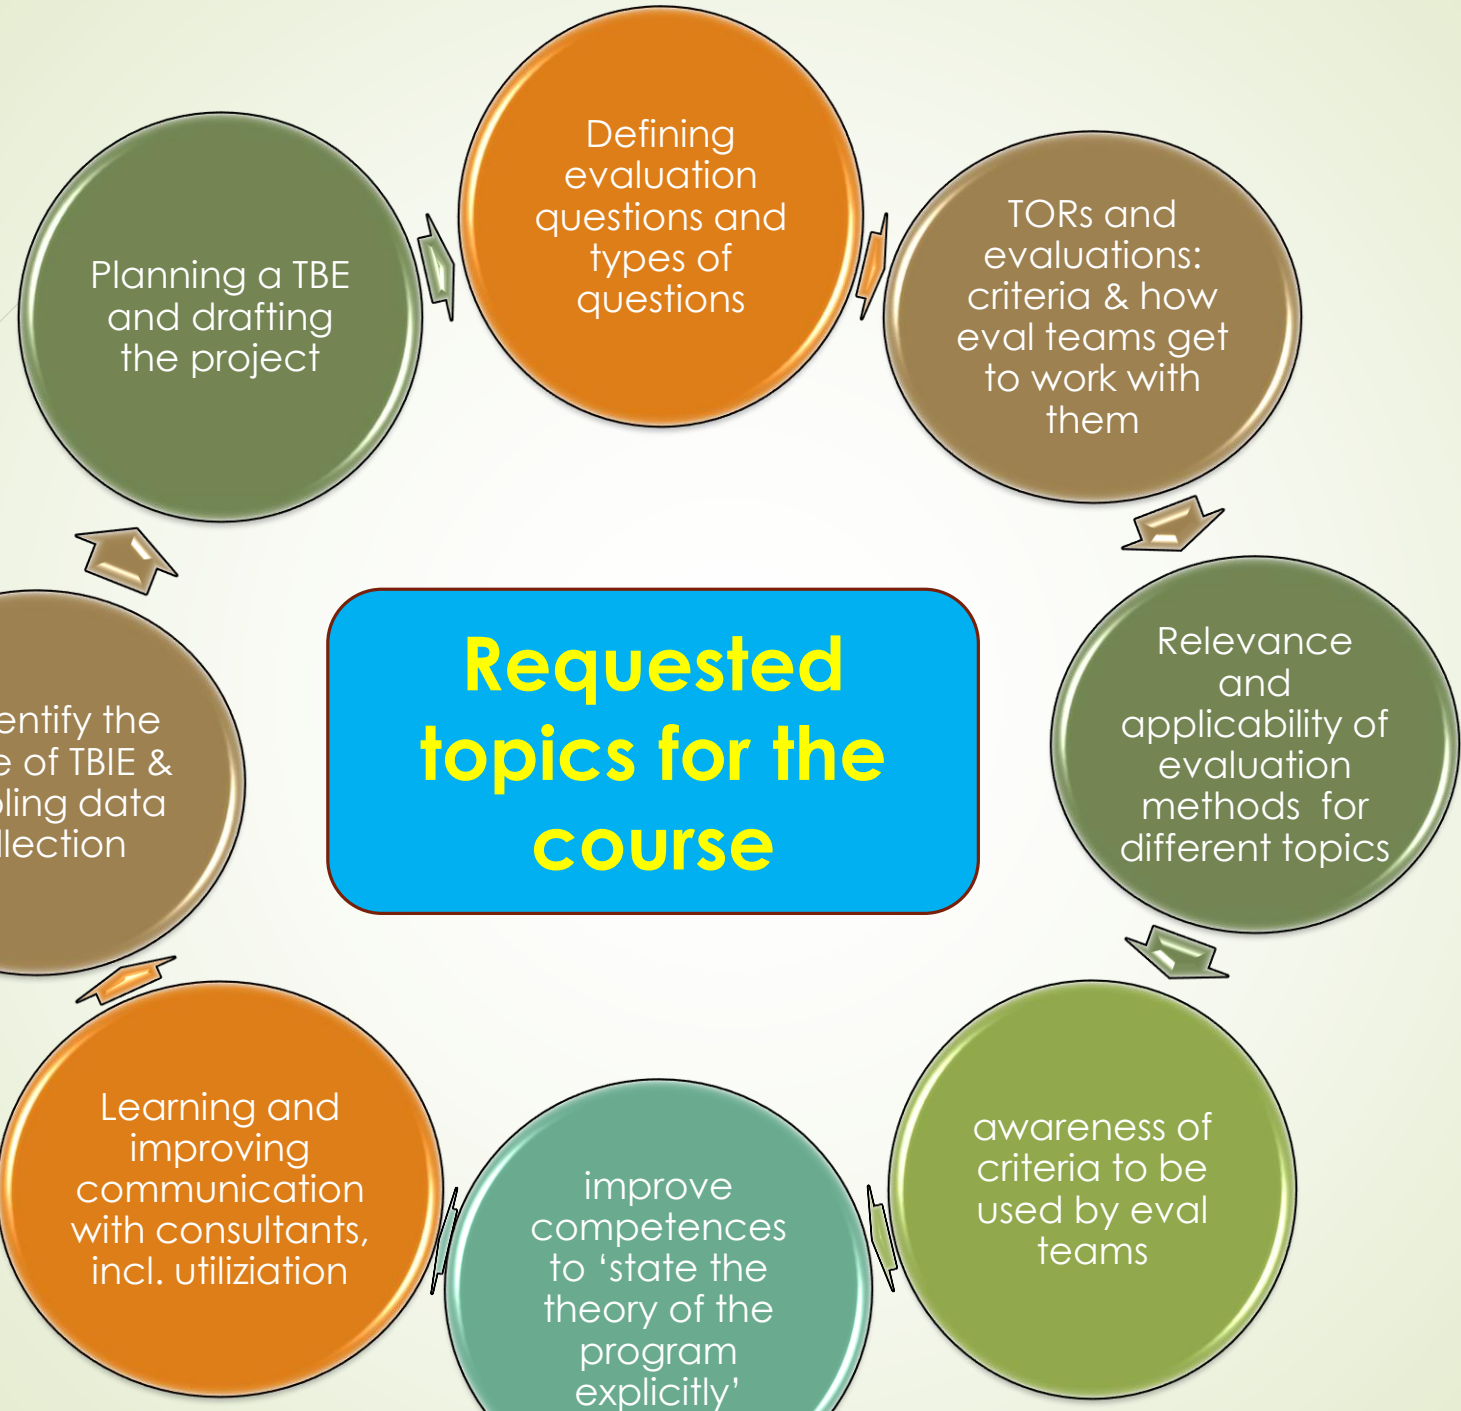 Defining
evaluation
questions and
types of
questions
TORs and
evaluations:
criteria & how
eval teams get
to work with
them
Relevance
and
applicability of
evaluation
methods for
different topics
awareness of
criteria to be
used by eval
teams
improve
competences
to ‘state the
theory of the
program
explicitly’
Learning and
improving
communication
with consultants,
incl. utiliziation
the
of TBIE &
data
Planning a TBE
and drafting
the project
Requested
topics for the
course